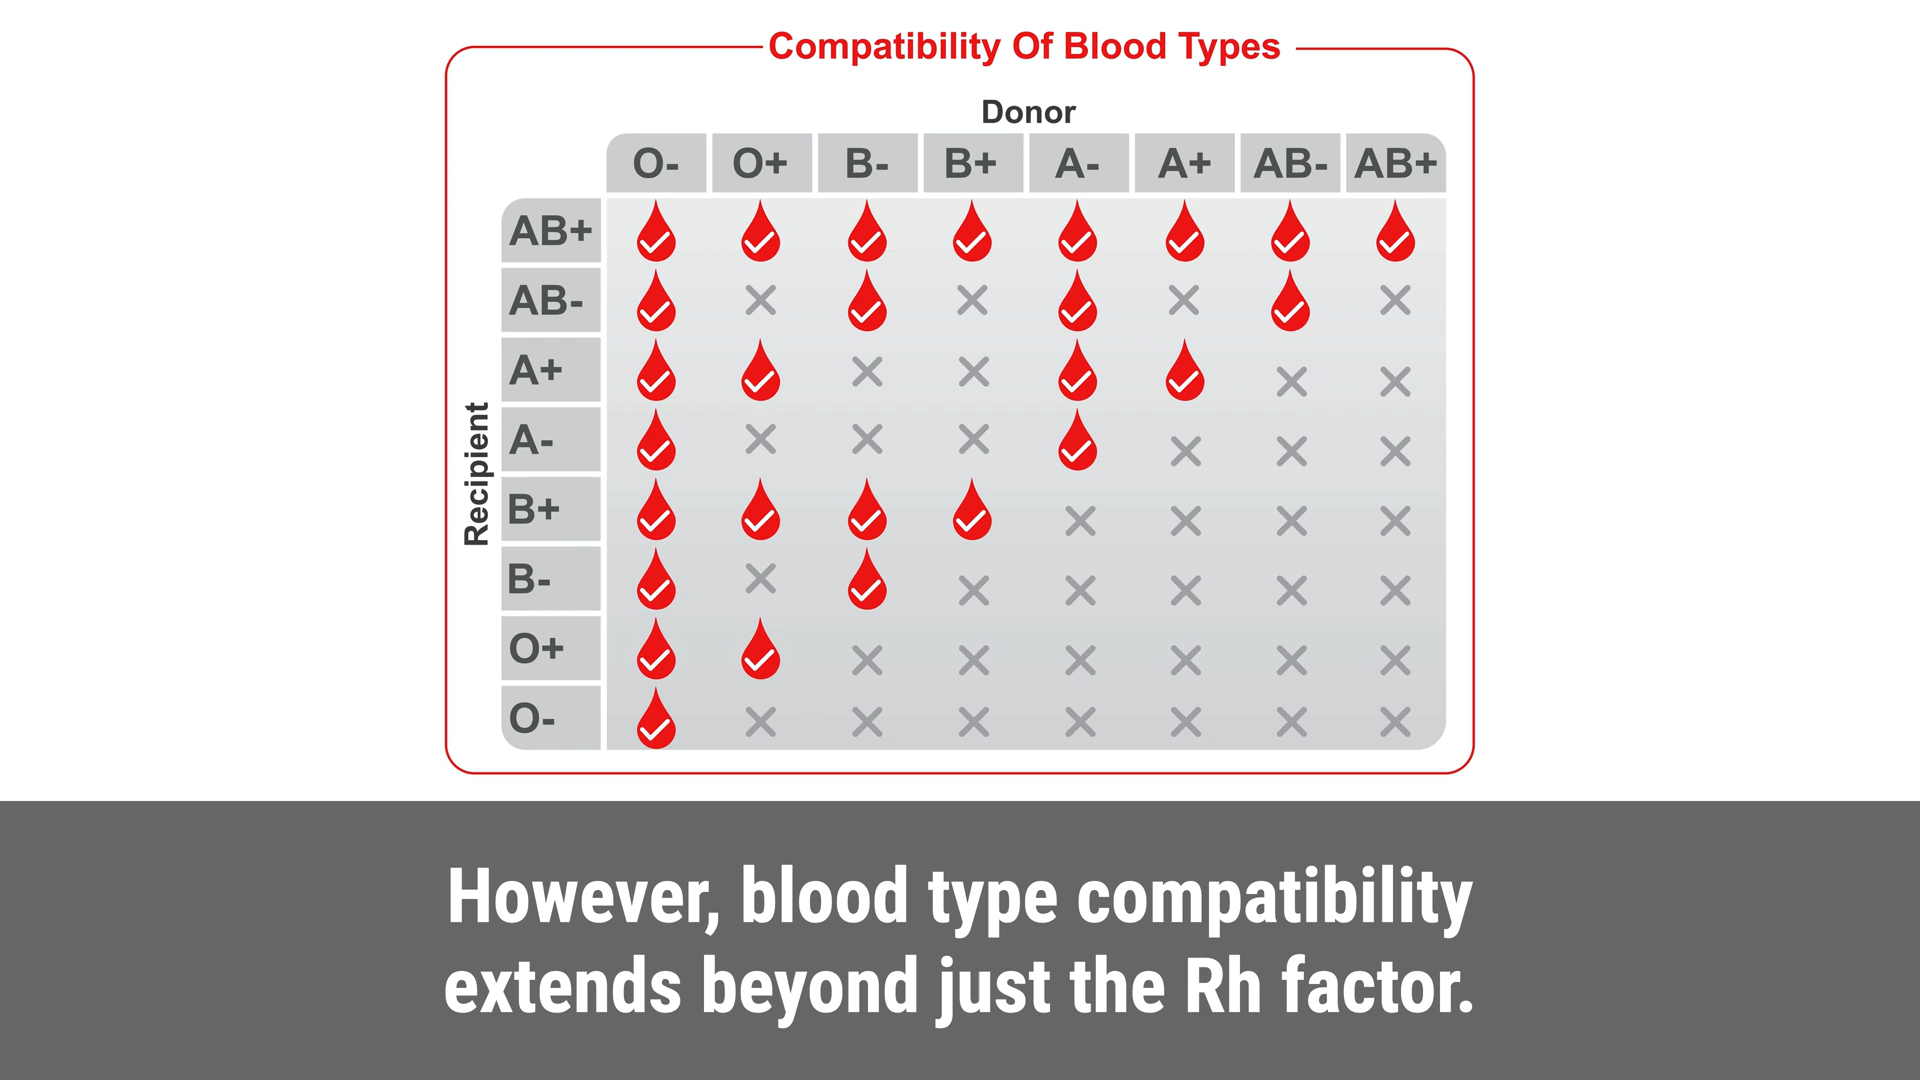 Compatibility Of Blood Types
Donor
O- O+ B- B+ A- A+ AB- AB+
Recipient
AB+
AB-
A+
A-
B+
B-
O+
O-
However, blood type compatibility
extends beyond just the Rh factor.